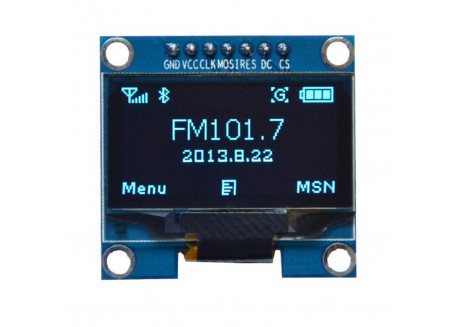 GND VCC CLK MOSI RES DC CS
G
FM101.7
2013.8.22
Menu MSN